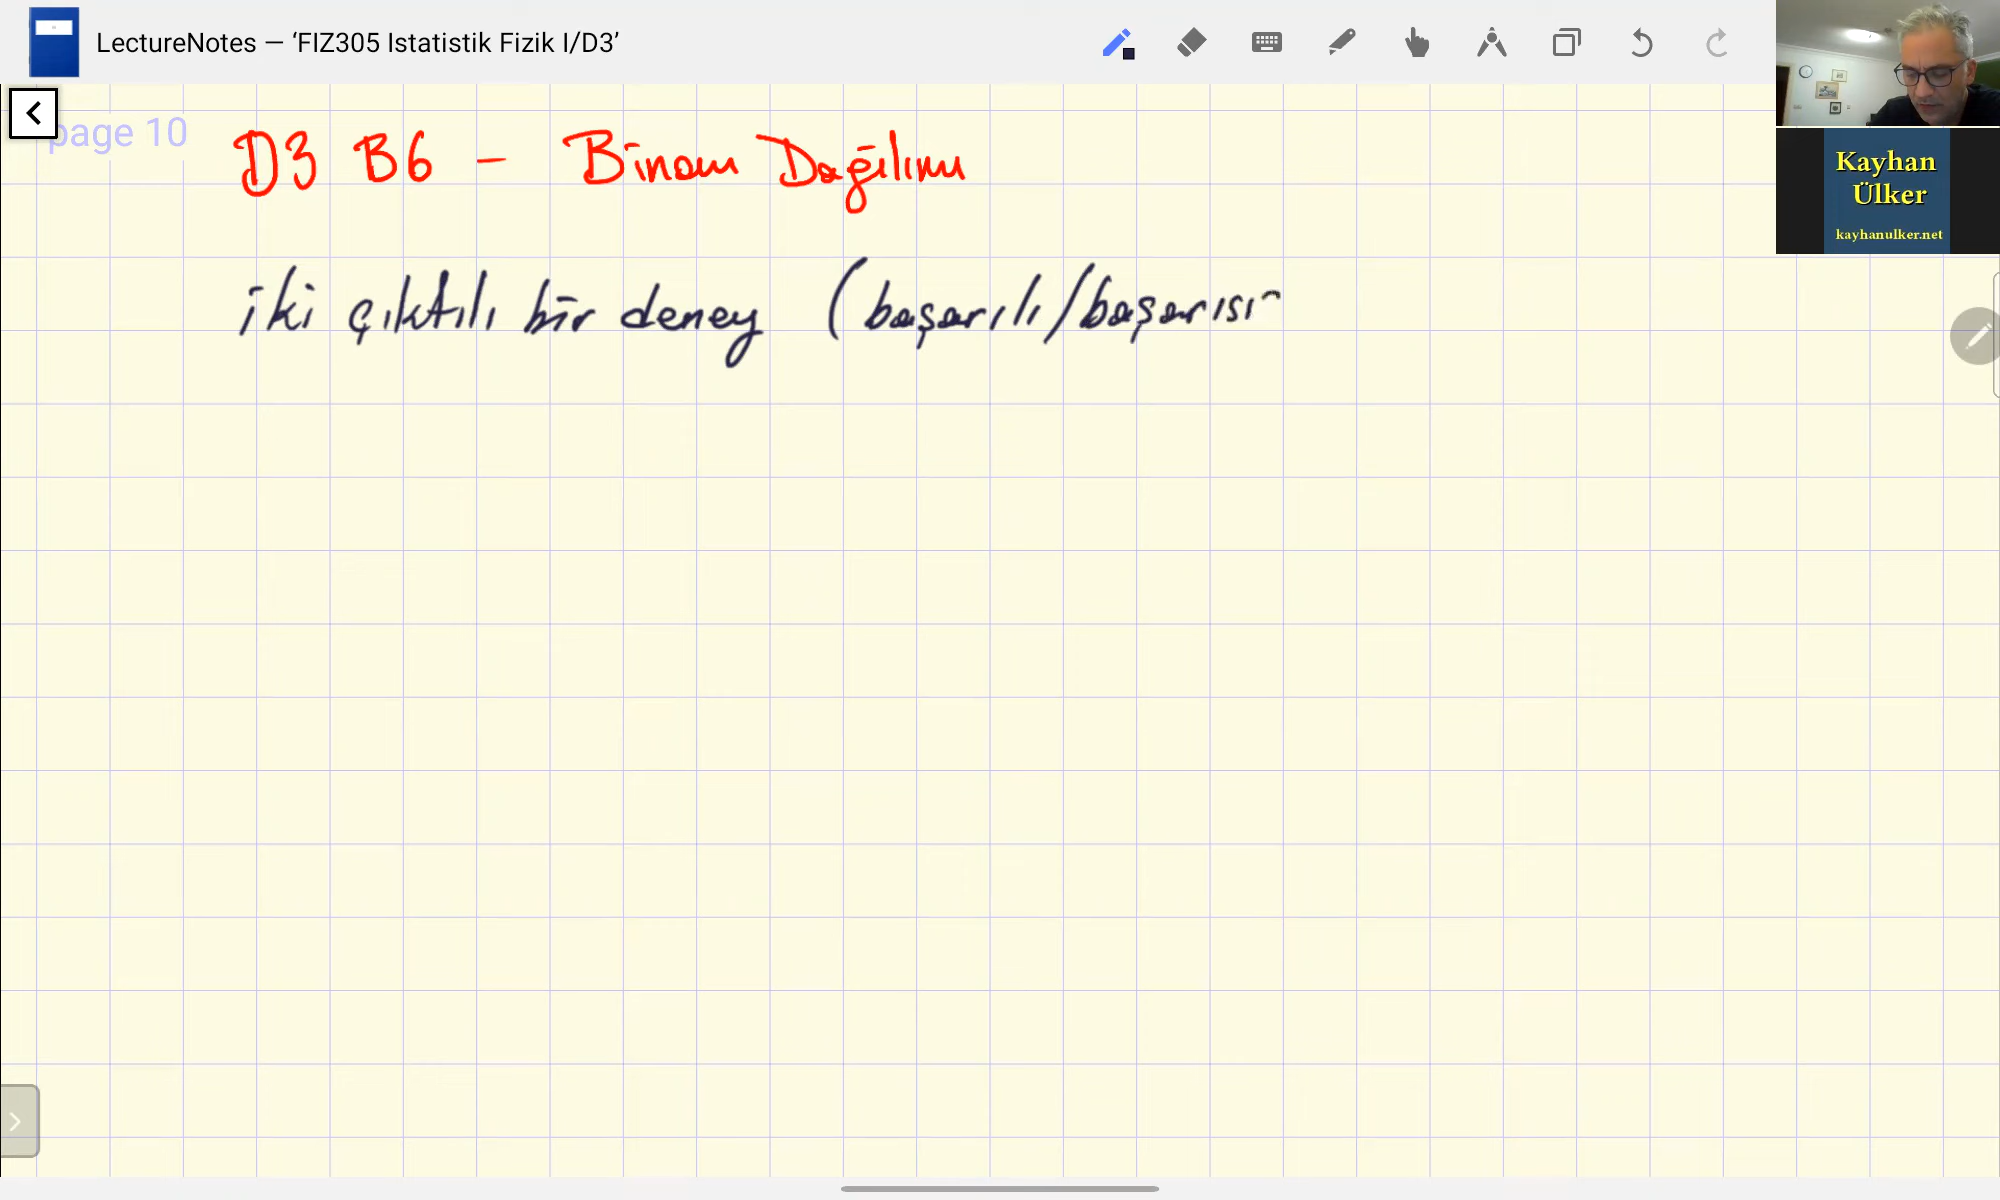 LectureNotes — ‘FIZ305 Istatistik Fizik I/D3’
page 10
D3 B6 - Binom Dağılımı
iki çıktılı bir deney (başarılı/başarısı
Kayhan
Ülker
kayhanulker.net